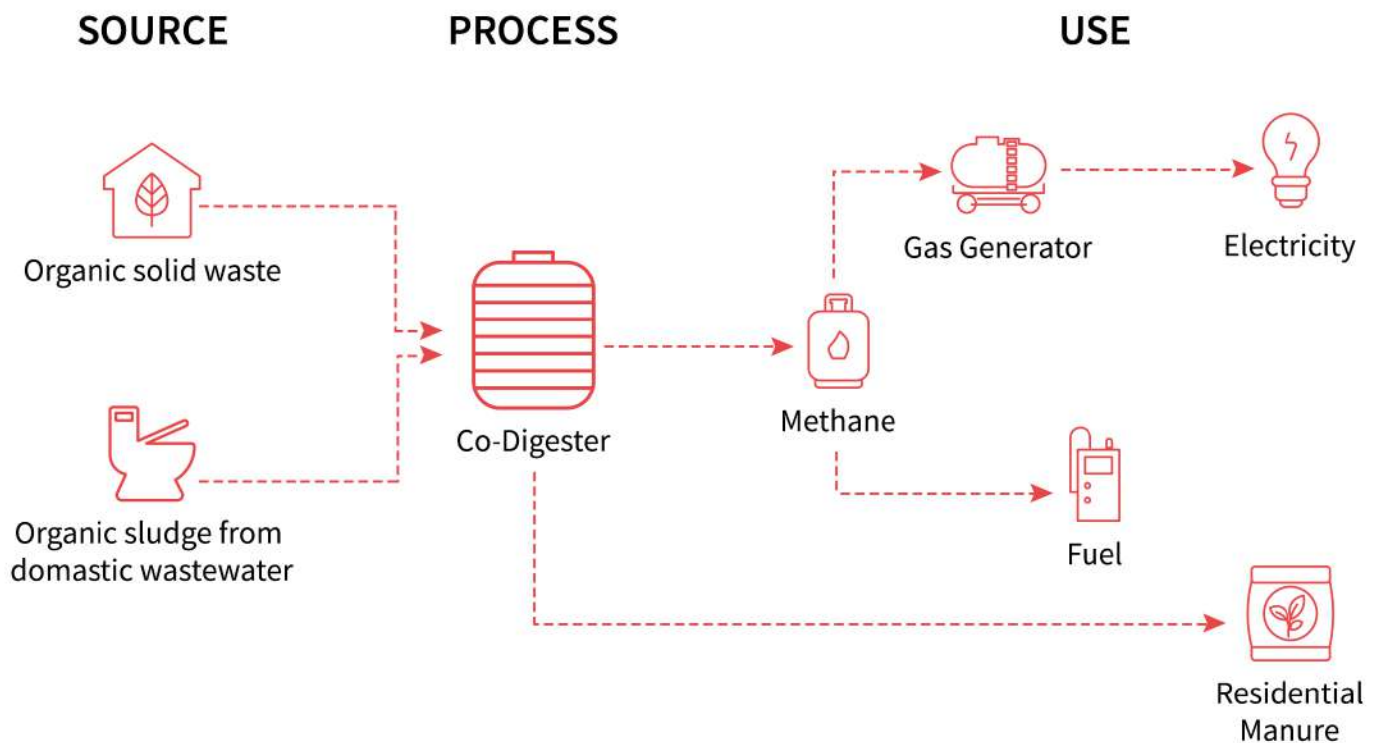 SOURCE
PROCESS
USE
Organic solid waste
Organic sludge from
domastic wastewater
Co-Digester
Methane
Gas Generator
Electricity
Fuel
Residential
Manure